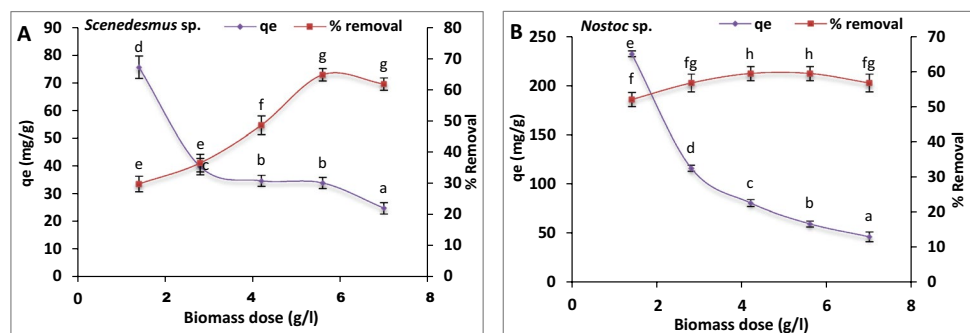 A
Scenedesmus sp.
qe
% removal
qe (mg/g)
90
80
70
60
50
40
30
20
10
0
% Removal
80
70
60
50
40
30
20
10
0
d
e
c
b
b
a
e
f
g
g
0 2 4 6 8
Biomass dose (g/l)
B
Nostoc sp.
qe
% removal
qe (mg/g)
250
200
150
100
50
0
% Removal
70
60
50
40
30
20
10
0
e
f
fg
h
h
fg
d
c
b
a
0 2 4 6 8
Biomass dose (g/l)